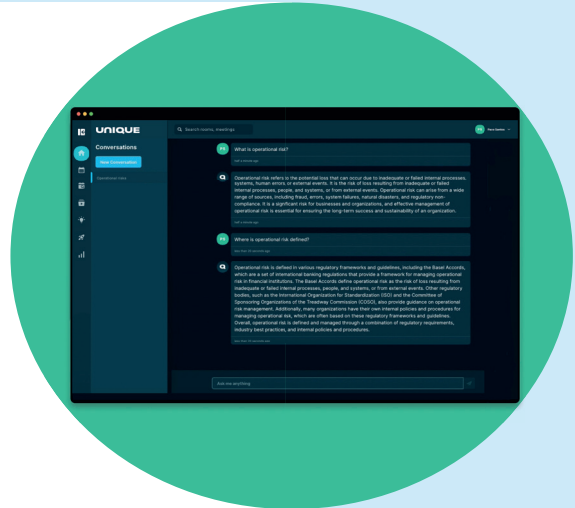 UNIQUE
Search rooms, meetings
Conversations
New Conversation
What is operational risk?
Operational risk refers to the potential loss that can occur due to inadequate or failed internal processes,
systems, human errors, or external events. It is the risk of loss resulting from inadequate or failed
internal processes, people, and systems, or from external events. Operational risk can arise from a wide
range of sources, including fraud, errors, system failures, natural disasters, and regulatory non-
compliance. It is a significant risk for businesses and organizations, and effective management of
operational risk is essential for ensuring the long-term success and sustainability of an organization.
Where is operational risk defined?
Operational risk is defined in various regulatory frameworks and guidelines, including the Basel Accords,
which are a set of international banking regulations that provide a framework for managing operational
risk in financial institutions. The Basel Accords define operational risk as the risk of loss resulting from
inadequate or failed internal processes, people, and systems, or from external events. Other regulatory
bodies, such as the International Organization for Standardization (ISO) and the Committee of
Sponsoring Organizations of the Treadway Commission (COSO), also provide guidance on operational
risk management. Additionally, many organizations have their own internal policies and procedures for
managing operational risk, which are often based on these regulatory frameworks and guidelines.
Overall, operational risk is defined and managed through a combination of regulatory requirements,
industry best practices, and internal policies and procedures.
Ask me anything